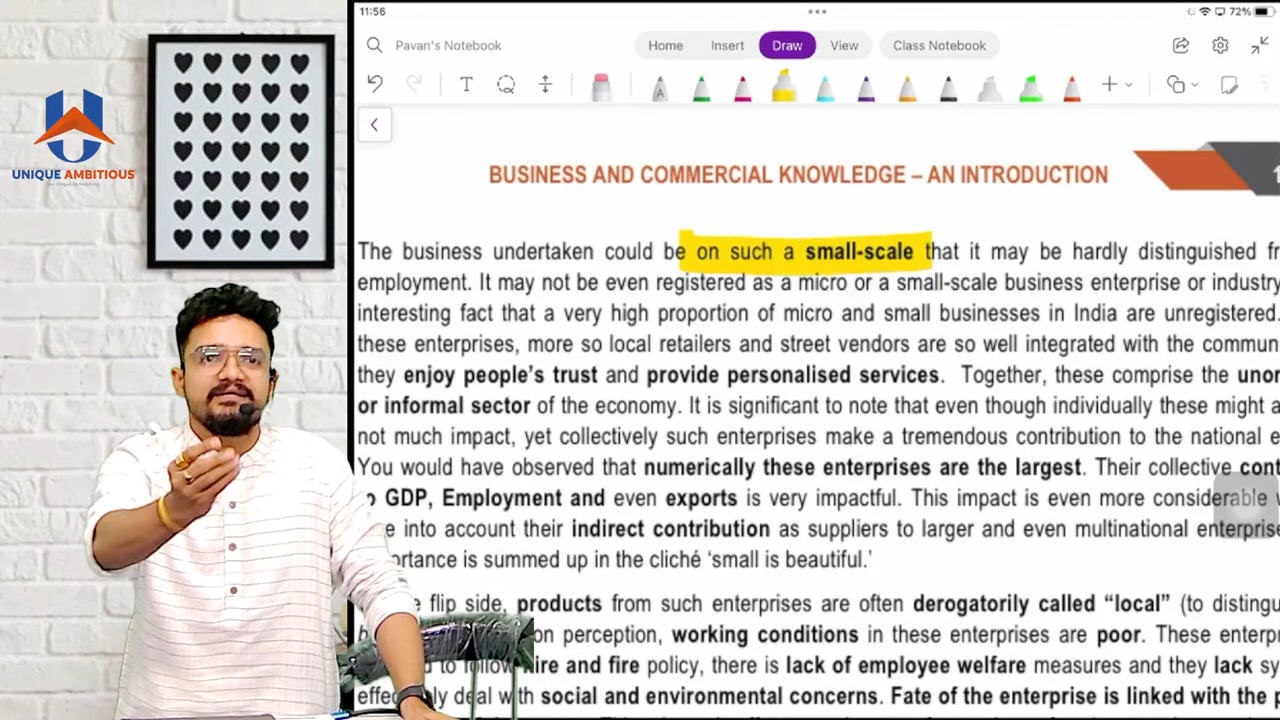 11:56
72%
Pavan's Notebook
Home Insert Draw View Class Notebook
UNIQUE AMBITIOUS
BUSINESS AND COMMERCIAL KNOWLEDGE – AN INTRODUCTION
The business undertaken could be on such a small-scale that it may be hardly distinguished
employment. It may not be even registered as a micro or a small-scale business enterprise or industry
interesting fact that a very high proportion of micro and small businesses in India are unregistered.
these enterprises, more so local retailers and street vendors are so well integrated with the
they enjoy people's trust and provide personalised services. Together, these comprise the
or informal sector of the economy. It is significant to note that even though individually these might
not much impact, yet collectively such enterprises make a tremendous contribution to the national
You would have observed that numerically these enterprises are the largest. Their collective
GDP, Employment and even exports is very impactful. This impact is even more considerable
into account their indirect contribution as suppliers to larger and even multinational
is summed up in the cliché 'small is beautiful.'
flip side, products from such enterprises are often derogatorily called "local" (to
on perception, working conditions in these enterprises are poor. These
to follow hire and fire policy, there is lack of employee welfare measures and they lack
deal with social and environmental concerns. Fate of the enterprise is linked with the